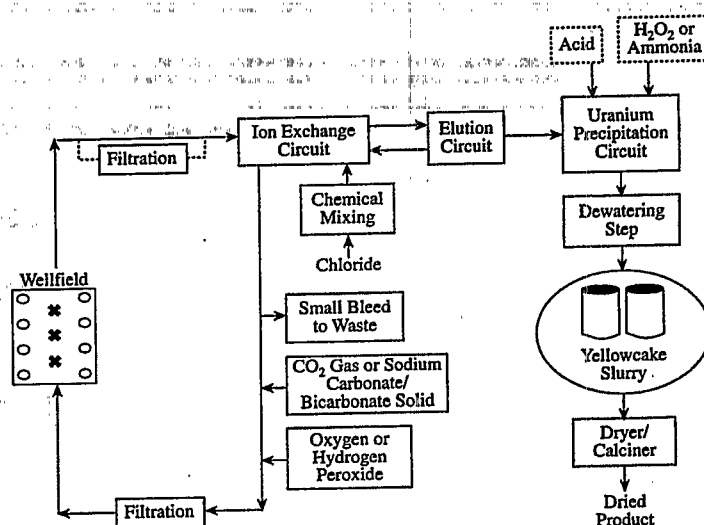 Acid
H₂O₂ or
Ammonia
Ion Exchange
Circuit
Elution
Circuit
Uranium
Precipitation
Circuit
Filtration
Chemical
Mixing
Chloride
Dewatering
Step
Wellfield
Small Bleed
to Waste
Yellowcake
Slurry
CO₂ Gas or Sodium
Carbonate/
Bicarbonate Solid
Oxygen or
Hydrogen
Peroxide
Dryer/
Calciner
Filtration
Dried
Product